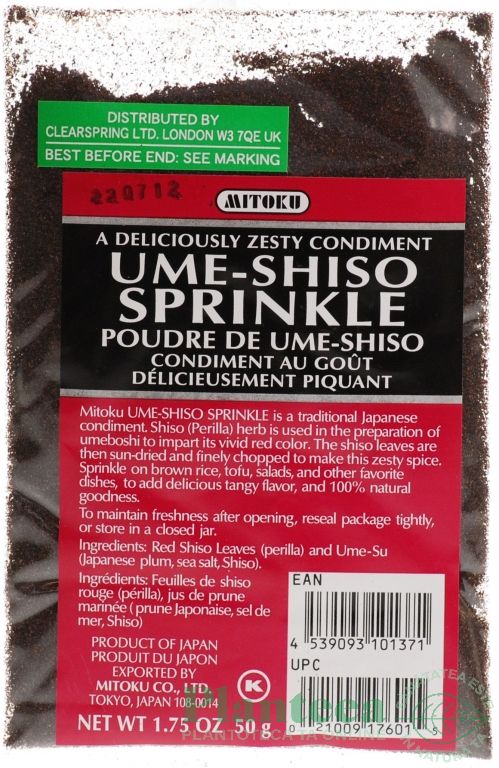 DISTRIBUTED BY
CLEARSPRING LTD. LONDON W3 7QE UK
BEST BEFORE END: SEE MARKING
220712
MITOKU
A DELICIOUSLY ZESTY CONDIMENT
UME-SHISO
SPRINKLE
POUDRE DE UME-SHISO
CONDIMENT AU GOÛT
DÉLICIEUSEMENT PIQUANT
Mitoku UME-SHISO SPRINKLE is a traditional Japanese
condiment. Shiso (Perilla) herb is used in the preparation of
umeboshi to impart its vivid red color. The shiso leaves are
then sun-dried and finely chopped to make this zesty spice.
Sprinkle on brown rice, tofu, salads, and other favorite
dishes, to add delicious tangy flavor, and 100% natural
goodness.
To maintain freshness after opening, reseal package tightly,
or store in a closed jar.
Ingredients: Red Shiso Leaves (perilla) and Ume-Su
(Japanese plum, sea salt, Shiso).
Ingrédients: Feuilles de shiso
rouge (périlla), jus de prune
marinée ( prune Japonaise, sel de
mer, Shiso)
PRODUCT OF JAPAN
PRODUIT DU JAPON
EXPORTED BY
MITOKU CO., LTD.
TOKYO, JAPAN 108-0014
K
NET WT 1.75 OZ 50 g
EAN
4 539093 101371
UPC
0 21009 17601 5
Planteea
PLANTOTECA TA ONLINE